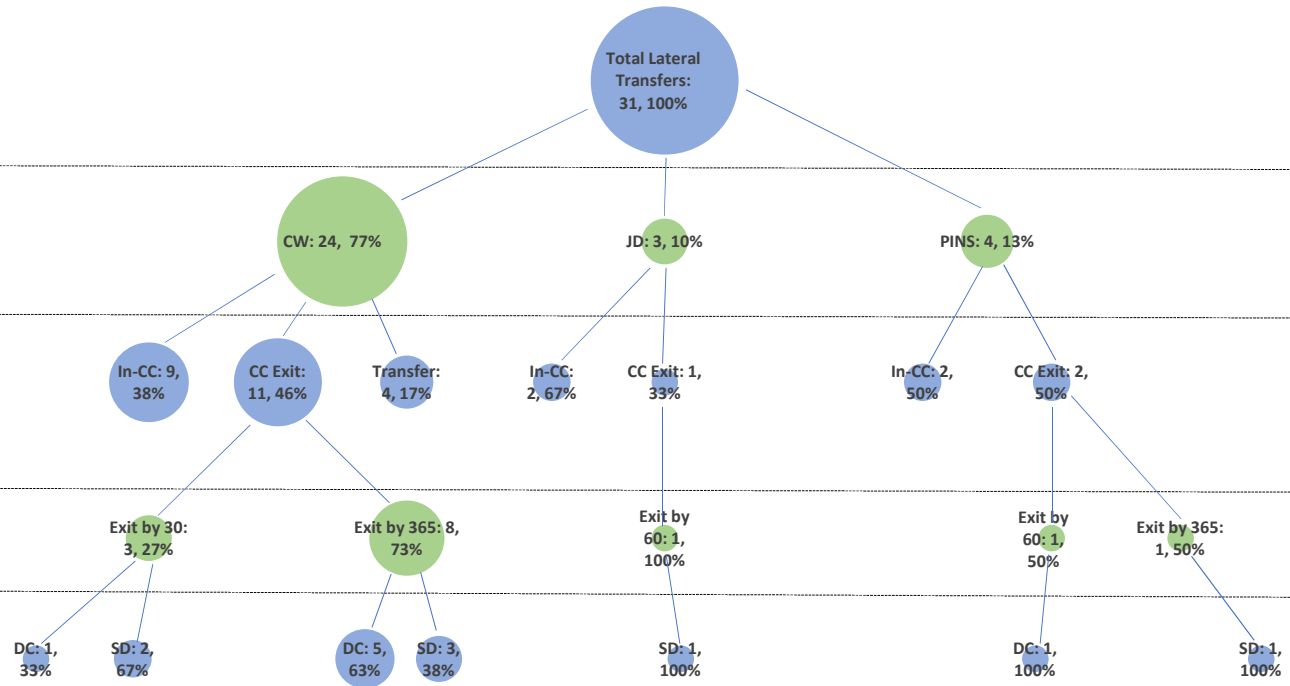 Total Lateral
Transfers:
31, 100%
CW: 24,  77%
JD: 3, 10%
PINS: 4, 13%
In-CC: 9,
38%
CC Exit:
11, 46%
Transfer:
4, 17%
In-CC:
2, 67%
CC Exit: 1,
33%
In-CC: 2,
50%
CC Exit: 2,
50%
Exit by 30:
3, 27%
Exit by 365: 8,
73%
Exit by
60: 1,
100%
Exit by
60: 1,
50%
Exit by 365:
1, 50%
DC: 1,
33%
SD: 2,
67%
DC: 5,
63%
SD: 3,
38%
SD: 1,
100%
DC: 1,
100%
SD: 1,
100%